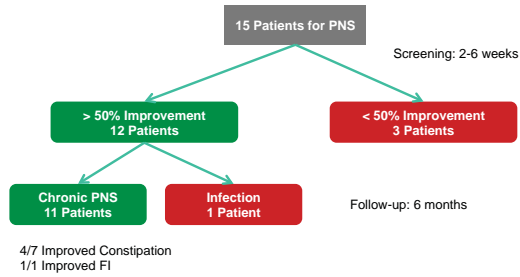 15 Patients for PNS
Screening: 2-6 weeks
> 50% Improvement
12 Patients
< 50% Improvement
3 Patients
Chronic PNS
11 Patients
Infection
1 Patient
Follow-up: 6 months
4/7 Improved Constipation
1/1 Improved FI